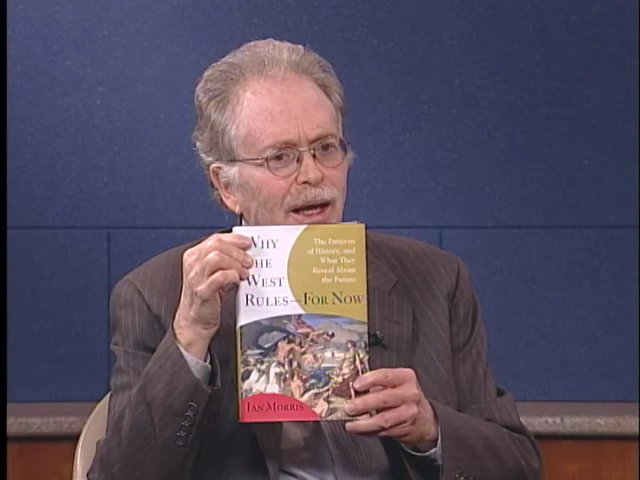 Why
the
West
Rules—For Now
The Patterns
of History, and
What They
Reveal About
the Future
Ian Morris